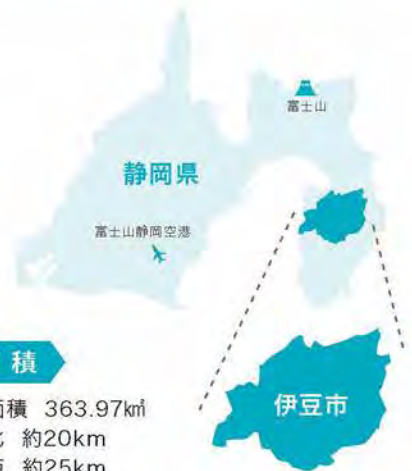 富士山
静岡県
富士山静岡空港
積
積 363.97㎢
約20km
約25km
伊豆市